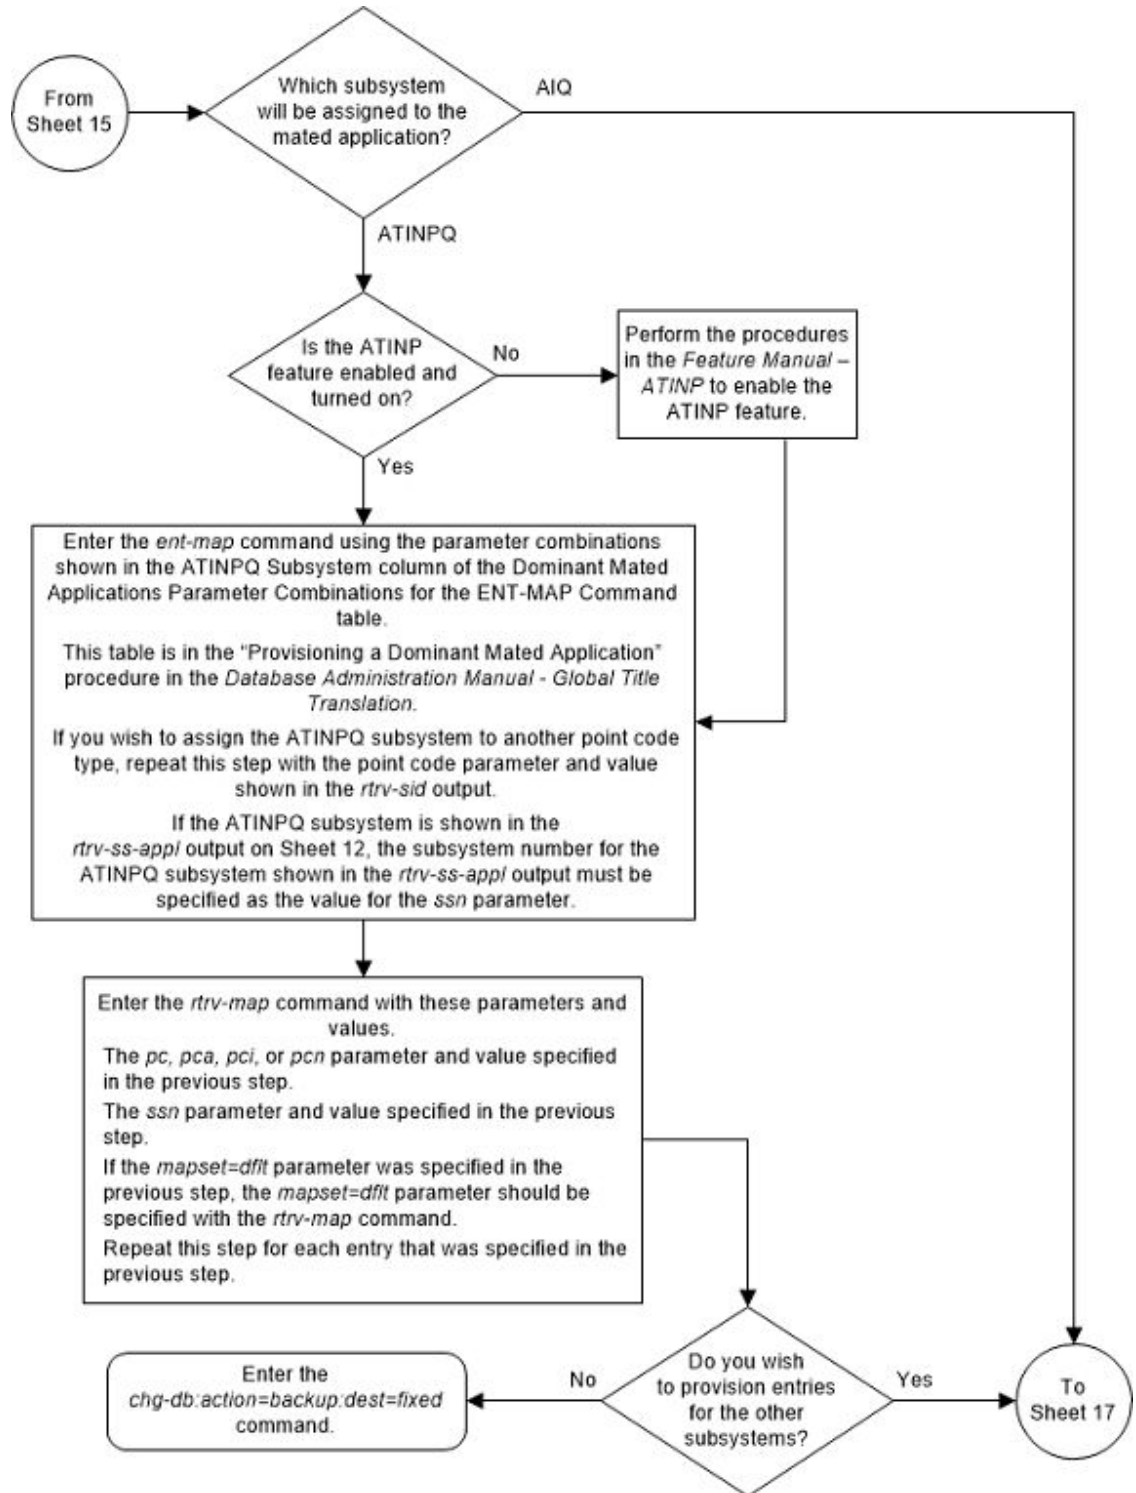 From
Sheet 15
Which subsystem
will be assigned to the
mated application?
AIQ
ATINPQ
Is the ATINP
feature enabled and
turned on?
No
Perform the procedures
in the Feature Manual –
ATINP to enable the
ATINP feature.
Yes
Enter the ent-map command using the parameter combinations
shown in the ATINPQ Subsystem column of the Dominant Mated
Applications Parameter Combinations for the ENT-MAP Command
table.
This table is in the “Provisioning a Dominant Mated Application”
procedure in the Database Administration Manual - Global Title
Translation.
If you wish to assign the ATINPQ subsystem to another point code
type, repeat this step with the point code parameter and value
shown in the rtrv-sid output.
If the ATINPQ subsystem is shown in the
rtrv-ss-appl output on Sheet 12, the subsystem number for the
ATINPQ subsystem shown in the rtrv-ss-appl output must be
specified as the value for the ssn parameter.
Enter the rtrv-map command with these parameters and
values.
The pc, pca, pci, or pcn parameter and value specified
in the previous step.
The ssn parameter and value specified in the previous
step.
If the mapset=dflt parameter was specified in the
previous step, the mapset=dflt parameter should be
specified with the rtrv-map command.
Repeat this step for each entry that was specified in the
previous step.
Do you wish
to provision entries
for the other
subsystems?
No
Enter the
chg-db:action=backup:dest=fixed
command.
Yes
To
Sheet 17